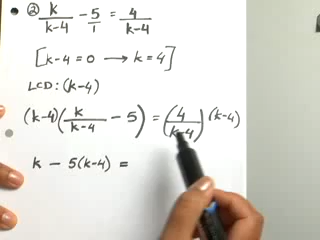 ② k/(k-4) - 5/1 = 4/(k-4)
[k-4=0 → k=4]
LCD: (k-4)
(k-4)(k/(k-4) - 5) = (4/(k-4))(k-4)
k - 5(k-4) =